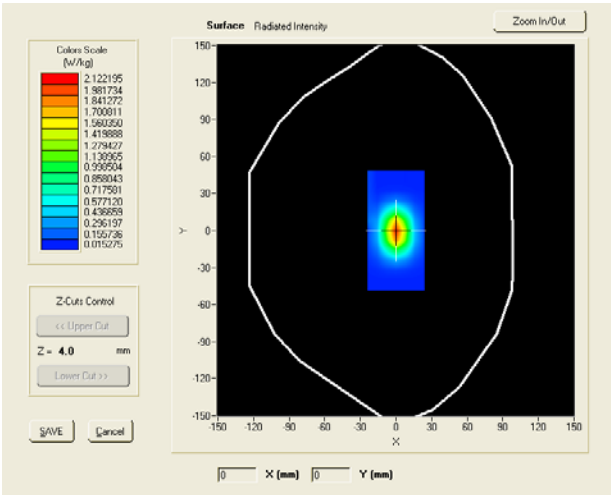 Surface Radiated Intensity
Zoom In/Out
Colors Scale
(W/kg)
2.122195
1.981734
1.841272
1.700811
1.560350
1.419888
1.279427
1.138965
0.998504
0.858043
0.717581
0.577120
0.436659
0.296197
0.155736
0.015275
Z-Cuts Control
<< Upper Cut
Z = 4.0 mm
Lower Cut >>
SAVE Cancel
150
120
90
60
30
0
-30
-60
-90
-120
-150
Y
-150 -120 -90 -60 -30 0 30 60 90 120 150
X
0 X (mm) 0 Y (mm)